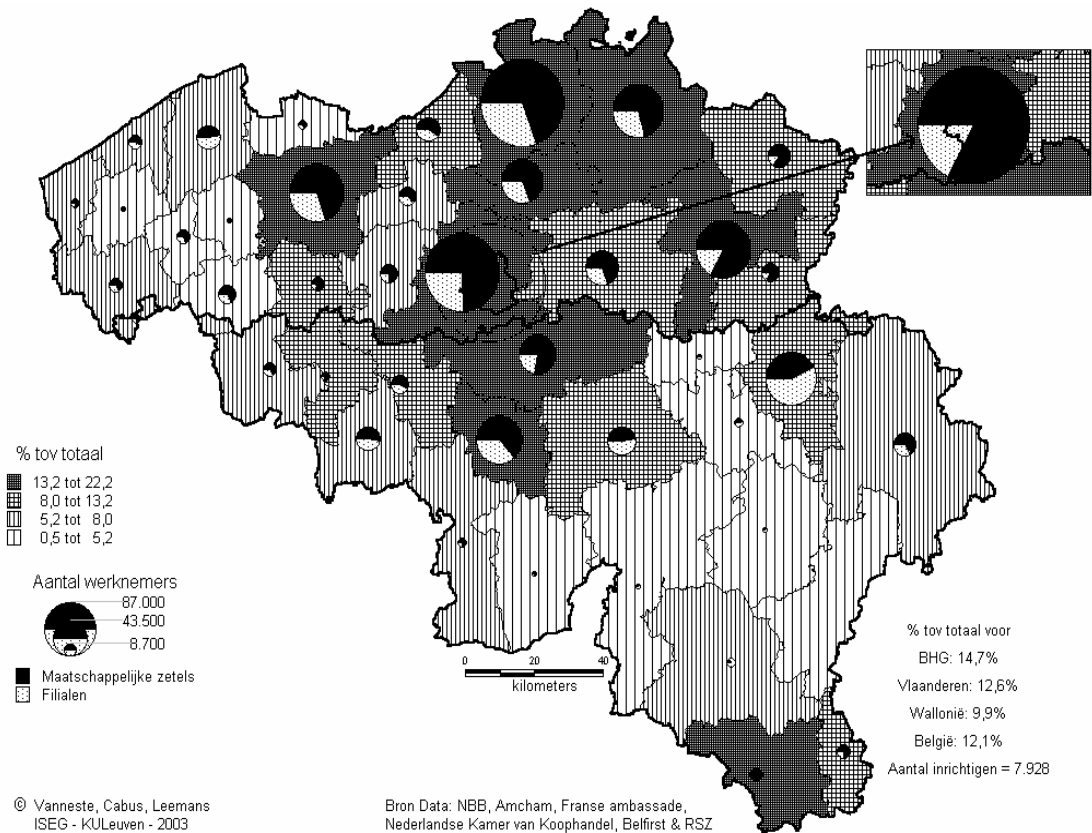 % tov totaal
13,2 tot 22,2
8,0 tot 13,2
5,2 tot 8,0
0,5 tot 5,2
Aantal werknemers
87.000
43.500
8.700
Maatschappelijke zetels
Filialen
0 20 40
kilometers
% tov totaal voor
BHG: 14,7%
Vlaanderen: 12,6%
Wallonië: 9,9%
België: 12,1%
Aantal inrichtigen = 7.928
© Vanneste, Cabus, Leemans
ISEG - KULeuven - 2003
Bron Data: NBB, Amcham, Franse ambassade,
Nederlandse Kamer van Koophandel, Belfirst & RSZ